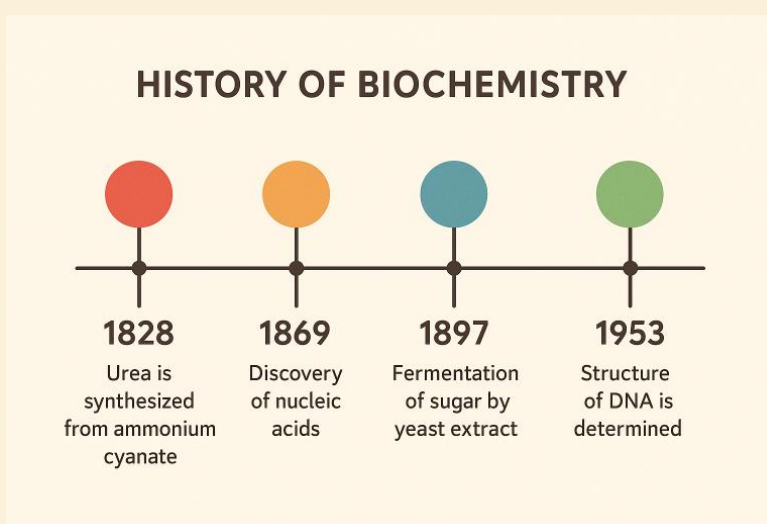 HISTORY OF BIOCHEMISTRY
1828
Urea is
synthesized
from ammonium
cyanate
1869
Discovery
of nucleic
acids
1897
Fermentation
of sugar by
yeast extract
1953
Structure
of DNA is
determined